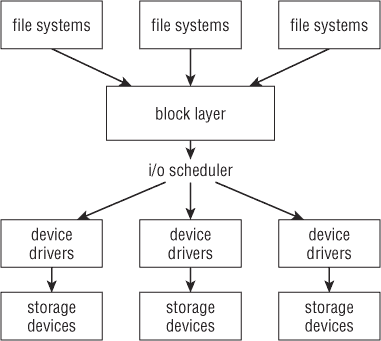 file systems
file systems
file systems
block layer
i/o scheduler
device
drivers
device
drivers
device
drivers
storage
devices
storage
devices
storage
devices